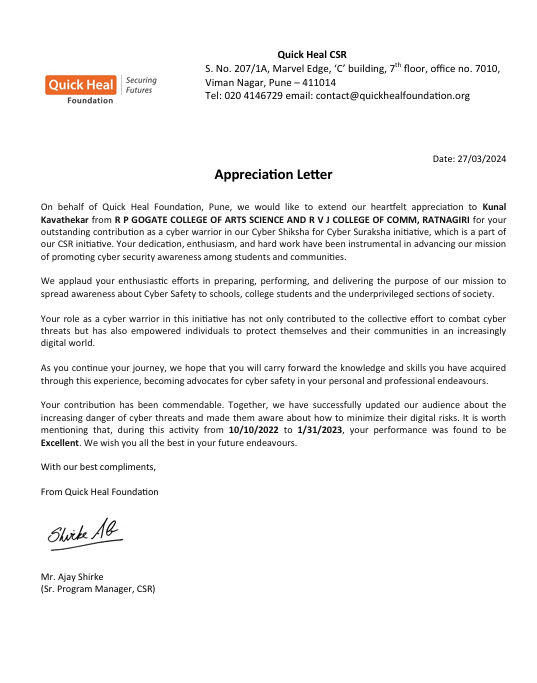 Quick Heal CSR
S. No. 207/1A, Marvel Edge, ‘C’ building, 7th floor, office no. 7010,
Viman Nagar, Pune – 411014
Tel: 020 4146729 email: contact@quickhealfoundation.org
Quick Heal
Foundation
Securing
Futures
Date: 27/03/2024
Appreciation Letter
On behalf of Quick Heal Foundation, Pune, we would like to extend our heartfelt appreciation to Kunal
Kavathekar from R P GOGATE COLLEGE OF ARTS SCIENCE AND R V J COLLEGE OF COMM, RATNAGIRI for your
outstanding contribution as a cyber warrior in our Cyber Shiksha for Cyber Suraksha initiative, which is a part of
our CSR initiative. Your dedication, enthusiasm, and hard work have been instrumental in advancing our mission
of promoting cyber security awareness among students and communities.
We applaud your enthusiastic efforts in preparing, performing, and delivering the purpose of our mission to
spread awareness about Cyber Safety to schools, college students and the underprivileged sections of society.
Your role as a cyber warrior in this initiative has not only contributed to the collective effort to combat cyber
threats but has also empowered individuals to protect themselves and their communities in an increasingly
digital world.
As you continue your journey, we hope that you will carry forward the knowledge and skills you have acquired
through this experience, becoming advocates for cyber safety in your personal and professional endeavours.
Your contribution has been commendable. Together, we have successfully updated our audience about the
increasing danger of cyber threats and made them aware about how to minimize their digital risks. It is worth
mentioning that, during this activity from 10/10/2022 to 1/31/2023, your performance was found to be
Excellent. We wish you all the best in your future endeavours.
With our best compliments,
From Quick Heal Foundation
Shirke AG
Mr. Ajay Shirke
(Sr. Program Manager, CSR)